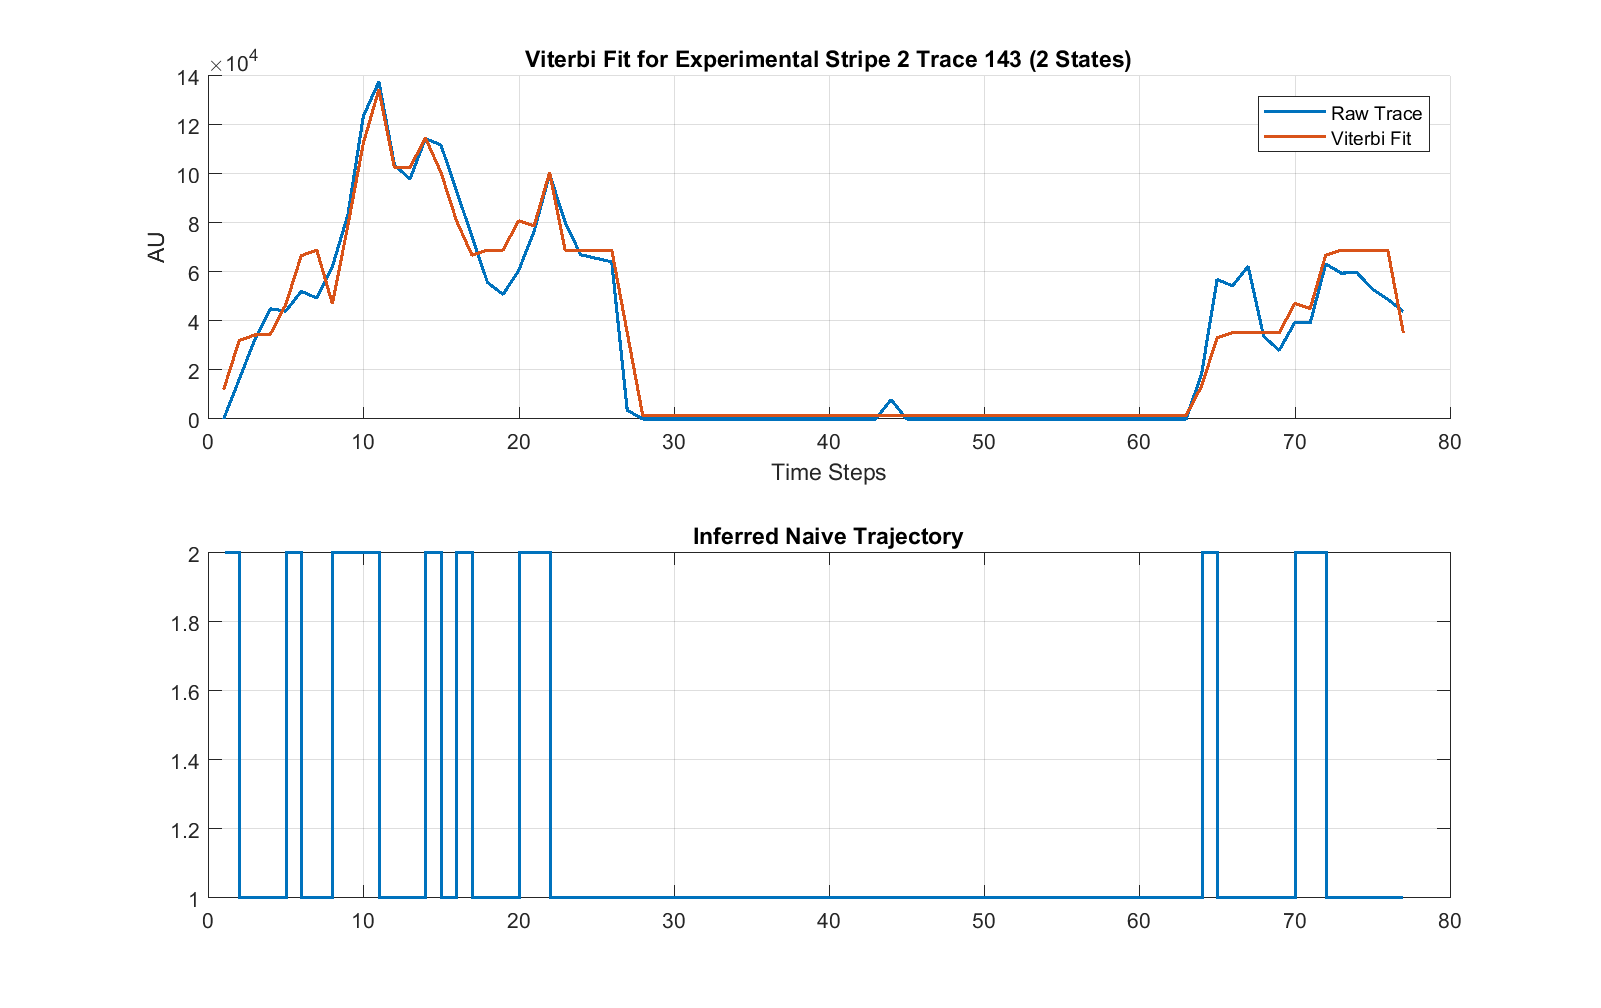 Viterbi Fit for Experimental Stripe 2 Trace 143 (2 States)
×10⁴
14
12
10
8
6
4
2
0
AU
Raw Trace
Viterbi Fit
0 10 20 30 40 50 60 70 80
Time Steps
Inferred Naive Trajectory
2
1.8
1.6
1.4
1.2
1
0 10 20 30 40 50 60 70 80